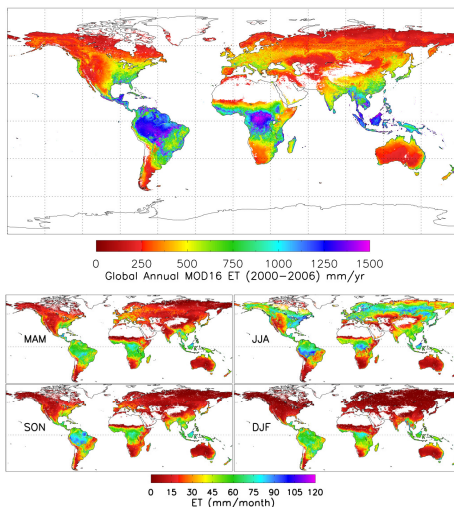 0 250 500 750 1000 1250 1500
Global Annual MOD16 ET (2000-2006) mm/yr
MAM JJA
SON DJF
0 15 30 45 60 75 90 105 120
ET (mm/month)